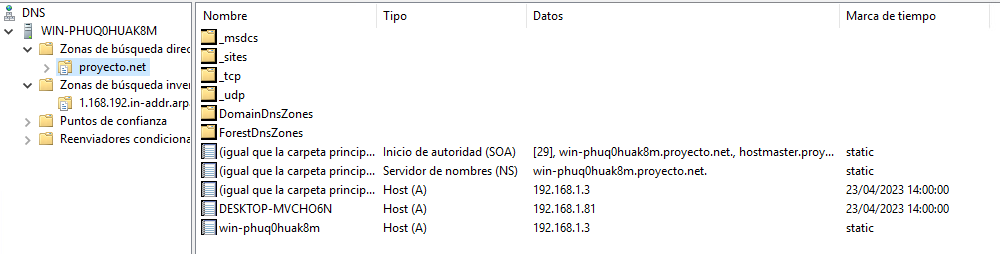 DNS
WIN-PHUQ0HUAK8M
Zonas de búsqueda direc
proyecto.net
Zonas de búsqueda inver
1.168.192.in-addr.arp
Puntos de confianza
Reenviadores condiciona
Nombre Tipo Datos Marca de tiempo
_msdcs
_sites
_tcp
_udp
DomainDnsZones
ForestDnsZones
(igual que la carpeta princip... Inicio de autoridad (SOA) [29], win-phuq0huak8m.proyecto.net., hostmaster.proy... static
(igual que la carpeta princip... Servidor de nombres (NS) win-phuq0huak8m.proyecto.net. static
(igual que la carpeta princip... Host (A) 192.168.1.3 23/04/2023 14:00:00
DESKTOP-MVCHO6N Host (A) 192.168.1.81 23/04/2023 14:00:00
win-phuq0huak8m Host (A) 192.168.1.3 static